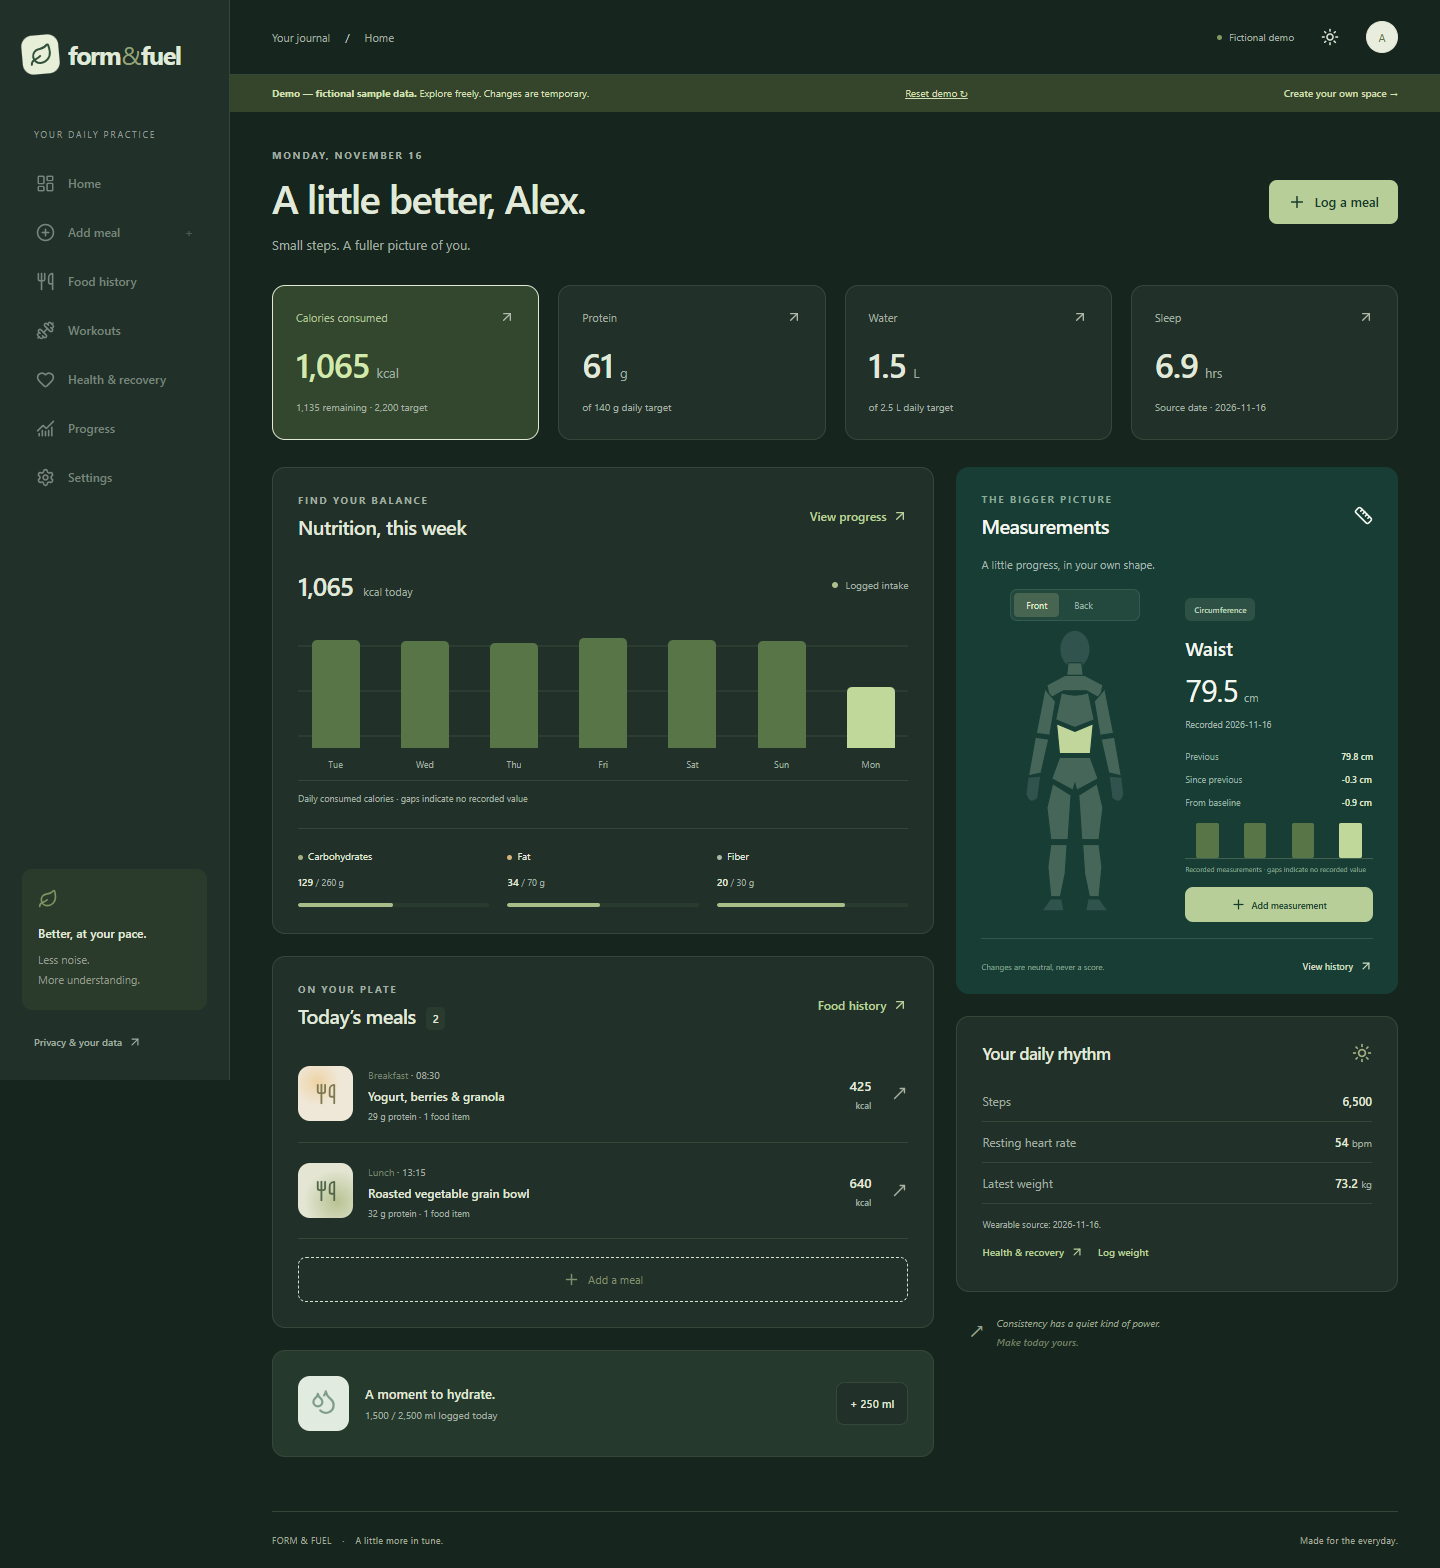 form&fuel
YOUR DAILY PRACTICE
Home
Add meal +
Food history
Workouts
Health & recovery
Progress
Settings
Better, at your pace.
Less noise.
More understanding.
Privacy & your data
Your journal / Home
Fictional demo
A
Demo — fictional sample data. Explore freely. Changes are temporary.
Reset demo ↻
Create your own space →
MONDAY, NOVEMBER 16
A little better, Alex.
Small steps. A fuller picture of you.
+ Log a meal
Calories consumed
1,065 kcal
1,135 remaining · 2,200 target
Protein
61 g
of 140 g daily target
Water
1.5 L
of 2.5 L daily target
Sleep
6.9 hrs
Source date · 2026-11-16
FIND YOUR BALANCE
Nutrition, this week
View progress
1,065 kcal today
Logged intake
Tue Wed Thu Fri Sat Sun Mon
Daily consumed calories · gaps indicate no recorded value
Carbohydrates
129 / 260 g
Fat
34 / 70 g
Fiber
20 / 30 g
ON YOUR PLATE
Today's meals 2
Food history
Breakfast · 08:30
Yogurt, berries & granola
29 g protein · 1 food item
425
kcal
Lunch · 13:15
Roasted vegetable grain bowl
32 g protein · 1 food item
640
kcal
+ Add a meal
A moment to hydrate.
1,500 / 2,500 ml logged today
+ 250 ml
THE BIGGER PICTURE
Measurements
A little progress, in your own shape.
Front Back
Circumference
Waist
79.5 cm
Recorded 2026-11-16
Previous 79.8 cm
Since previous -0.3 cm
From baseline -0.9 cm
Recorded measurements · gaps indicate no recorded value
+ Add measurement
Changes are neutral, never a score.
View history
Your daily rhythm
Steps 6,500
Resting heart rate 54 bpm
Latest weight 73.2 kg
Wearable source: 2026-11-16.
Health & recovery
Log weight
Consistency has a quiet kind of power.
Make today yours.
FORM & FUEL · A little more in tune.
Made for the everyday.